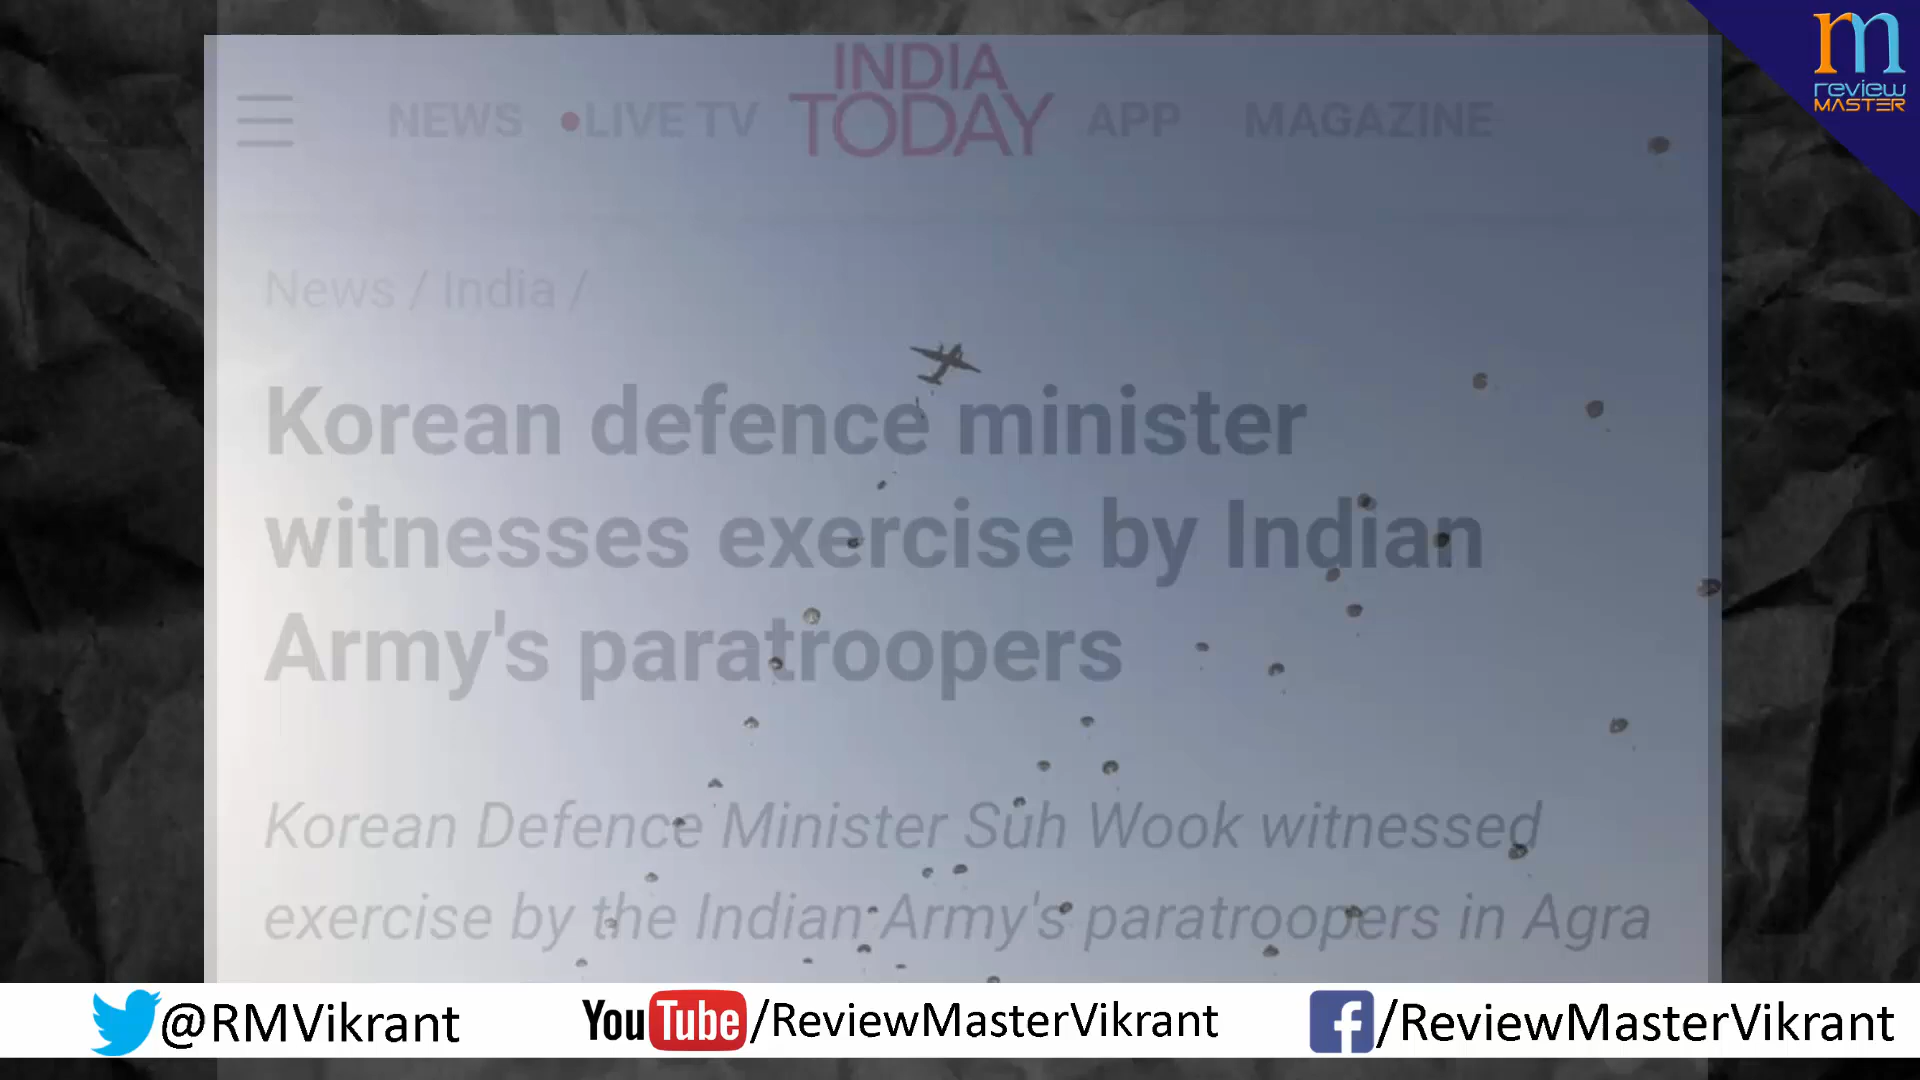 rm
review
MASTER
INDIA
TODAY
NEWS
LIVE TV
APP
MAGAZINE
News / India /
Korean defence minister
witnesses exercise by Indian
Army's paratroopers
Korean Defence Minister Suh Wook witnessed
exercise by the Indian Army's paratroopers in Agra
@RMVikrant
YouTube/ReviewMasterVikrant
/ReviewMasterVikrant